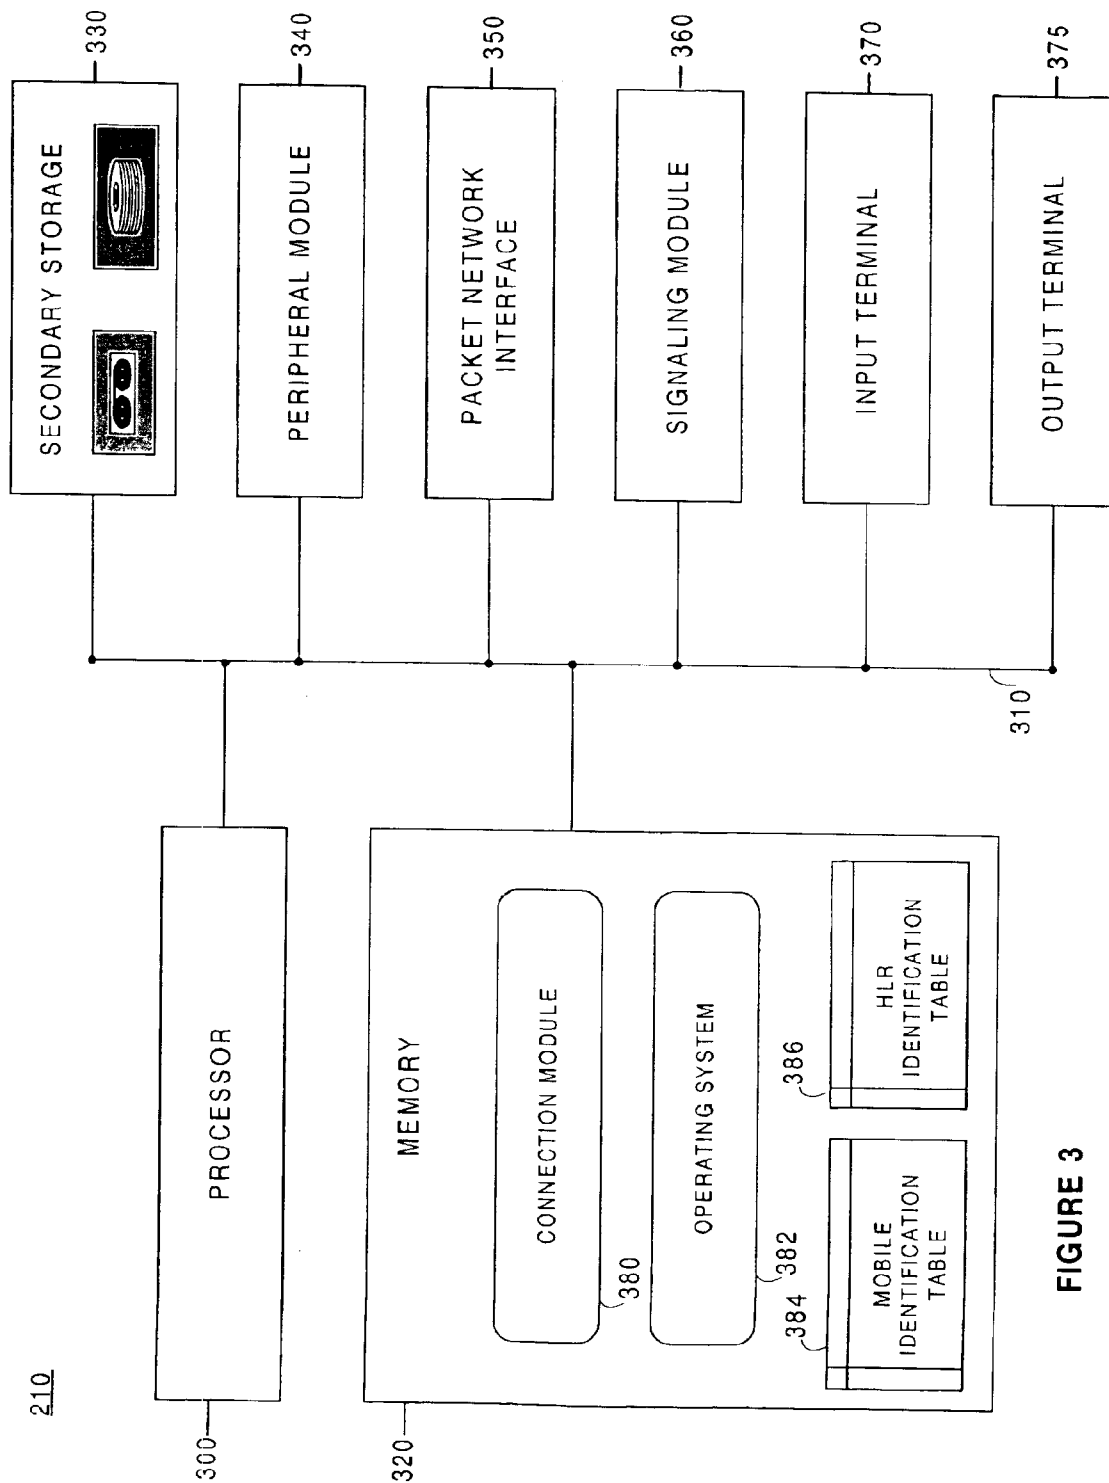 210
300
PROCESSOR
320
MEMORY
CONNECTION MODULE
380
OPERATING SYSTEM
382
384
MOBILE
IDENTIFICATION
TABLE
386
HLR
IDENTIFICATION
TABLE
310
SECONDARY STORAGE
330
PERIPHERAL MODULE
340
PACKET NETWORK
INTERFACE
350
SIGNALING MODULE
360
INPUT TERMINAL
370
OUTPUT TERMINAL
375
FIGURE 3